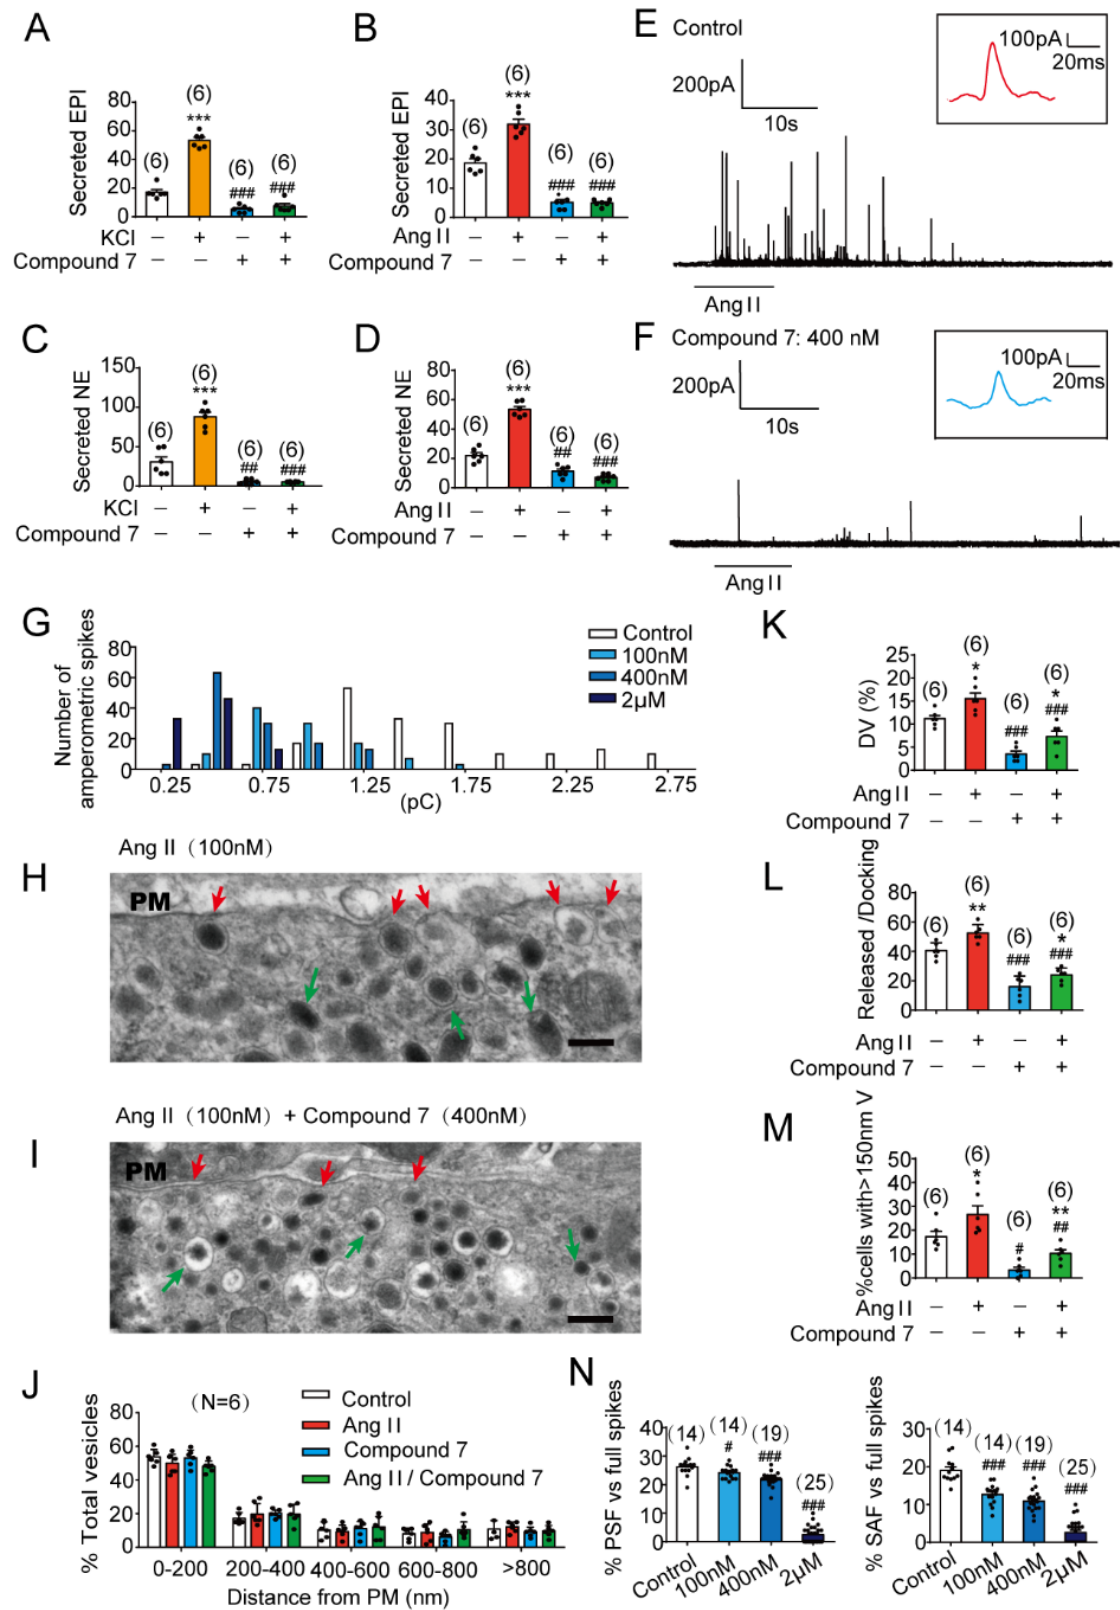 A
Secreted EPI
80
60
40
20
0
(6)
(6)
***
(6)
###
(6)
###
KCl
– + – +
Compound 7
– – + +
B
Secreted EPI
40
30
20
10
0
(6)
(6)
***
(6)
###
(6)
###
Ang II
– + – +
Compound 7
– – + +
E Control
200pA
10s
100pA
20ms
Ang II
C
Secreted NE
150
100
50
0
(6)
(6)
***
(6)
##
(6)
###
KCl
– + – +
Compound 7
– – + +
D
Secreted NE
80
60
40
20
0
(6)
(6)
***
(6)
##
(6)
###
Ang II
– + – +
Compound 7
– – + +
F Compound 7: 400 nM
200pA
10s
100pA
20ms
Ang II
G
Number of
amperometric spikes
80
60
40
20
0
0.25 0.75 1.25 1.75 2.25 2.75
(pC)
Control
100nM
400nM
2μM
H
Ang II (100nM)
PM
I
Ang II (100nM) + Compound 7 (400nM)
PM
J
% Total vesicles
80
60
40
20
0
(N=6)
Control
Ang II
Compound 7
Ang II / Compound 7
0-200 200-400 400-600 600-800 >800
Distance from PM (nm)
K
DV (%)
25
20
15
10
5
0
(6)
(6)
*
(6)
###
(6)
*
###
Ang II
– + – +
Compound 7
– – + +
L
Released /Docking
80
60
40
20
0
(6)
(6)
**
(6)
###
(6)
*
###
Ang II
– + – +
Compound 7
– – + +
M
%cells with>150nm V
50
40
30
20
10
0
(6)
(6)
*
(6)
#
(6)
**
##
Ang II
– + – +
Compound 7
– – + +
N
% PSF vs full spikes
40
30
20
10
0
(14)
(14)
#
(19)
###
(25)
###
Control 100nM 400nM 2μM
% SAF vs full spikes
30
20
10
0
(14)
(14)
###
(19)
###
(25)
###
Control 100nM 400nM 2μM